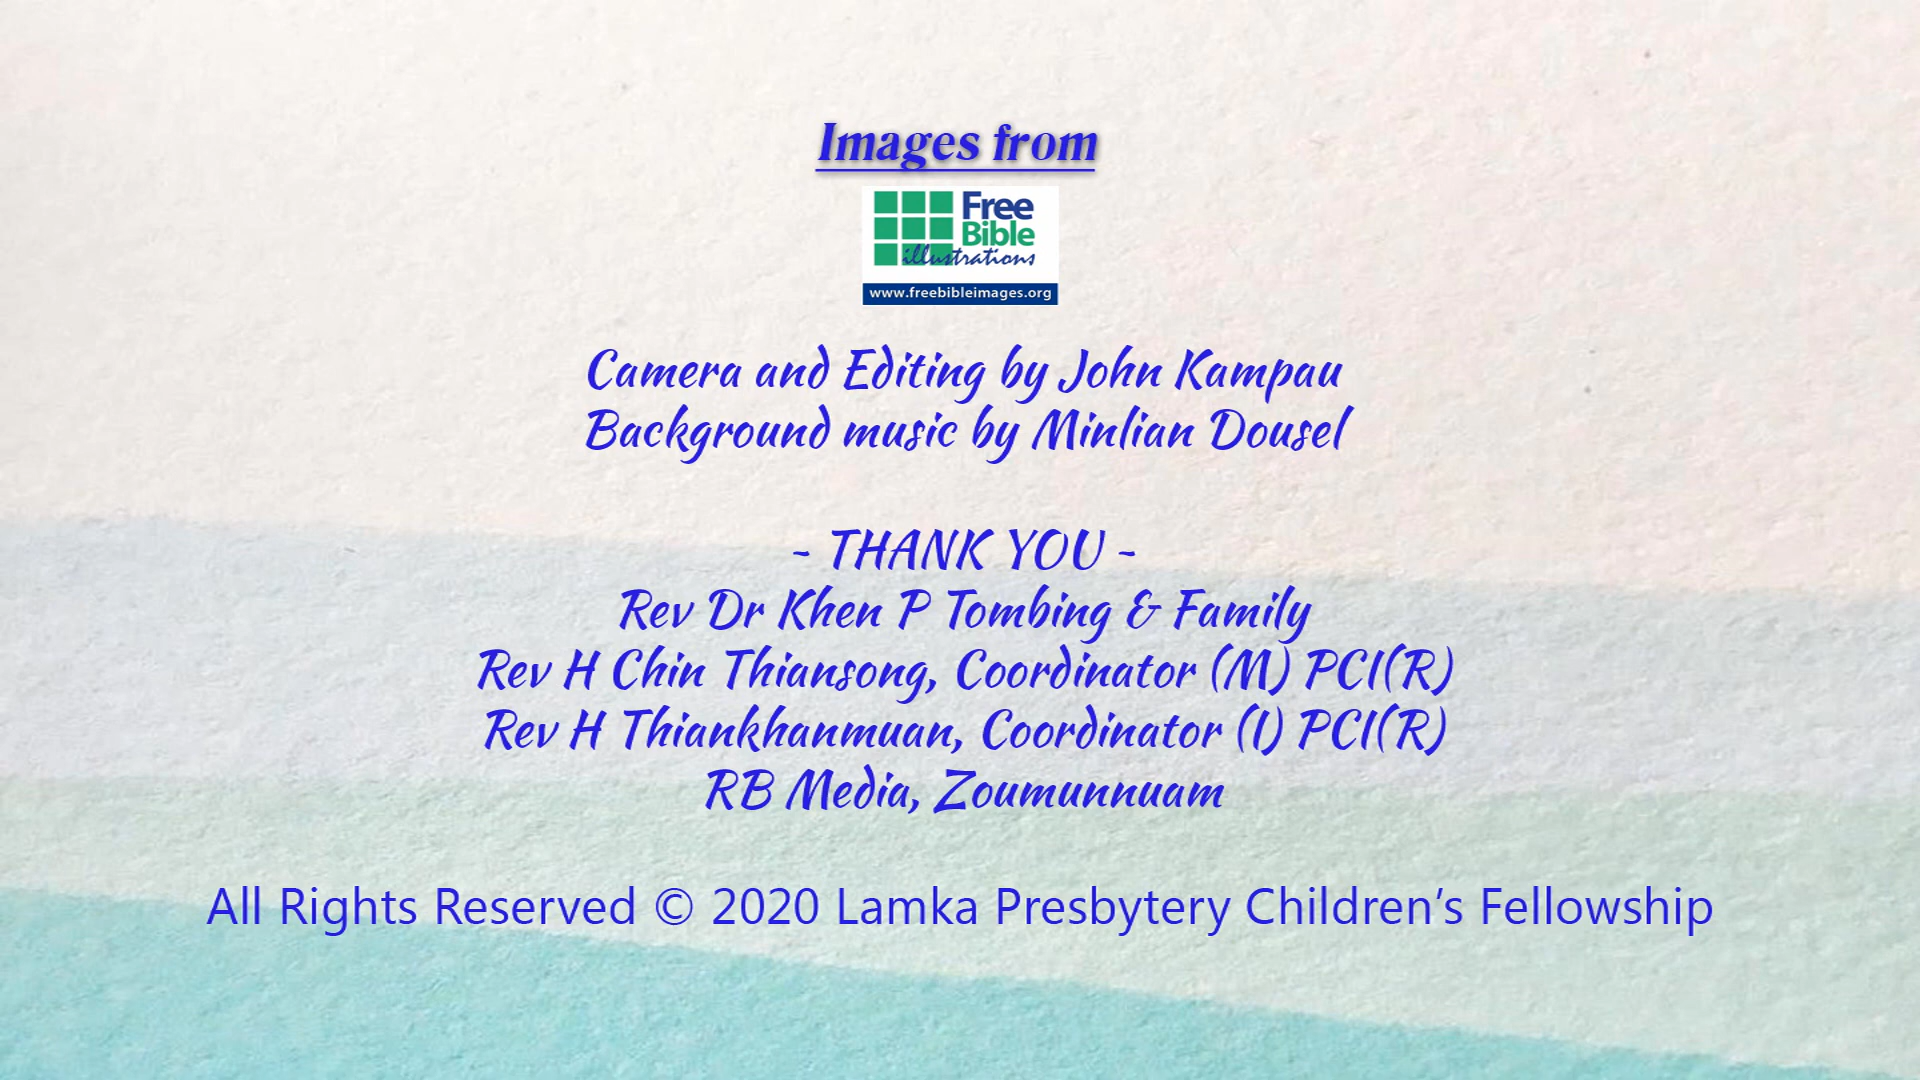 Images from
Free
Bible
illustrations
www.freebibleimages.org
Camera and Editing by John Kampau
Background music by Minlian Dousel
- THANK YOU -
Rev Dr Khen P Tombing & Family
Rev H Chin Thiansong, Coordinator (M) PCI(R)
Rev H Thiankhanmuan, Coordinator (I) PCI(R)
RB Media, Zoumunnuam
All Rights Reserved © 2020 Lamka Presbytery Children’s Fellowship